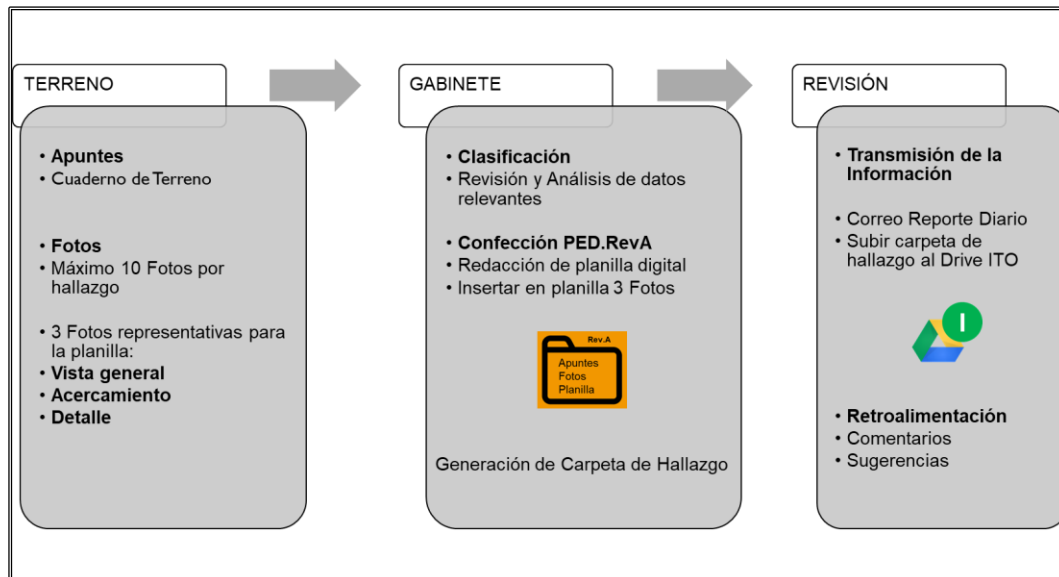 TERRENO
• Apuntes
• Cuaderno de Terreno
• Fotos
• Máximo 10 Fotos por
hallazgo
• 3 Fotos representativas para
la planilla:
• Vista general
• Acercamiento
• Detalle
GABINETE
• Clasificación
• Revisión y Análisis de datos
relevantes
• Confección PED.RevA
• Redacción de planilla digital
• Insertar en planilla 3 Fotos
Rev.A
Apuntes
Fotos
Planilla
Generación de Carpeta de Hallazgo
REVISIÓN
• Transmisión de la
Información
• Correo Reporte Diario
• Subir carpeta de
hallazgo al Drive ITO
I
• Retroalimentación
• Comentarios
• Sugerencias